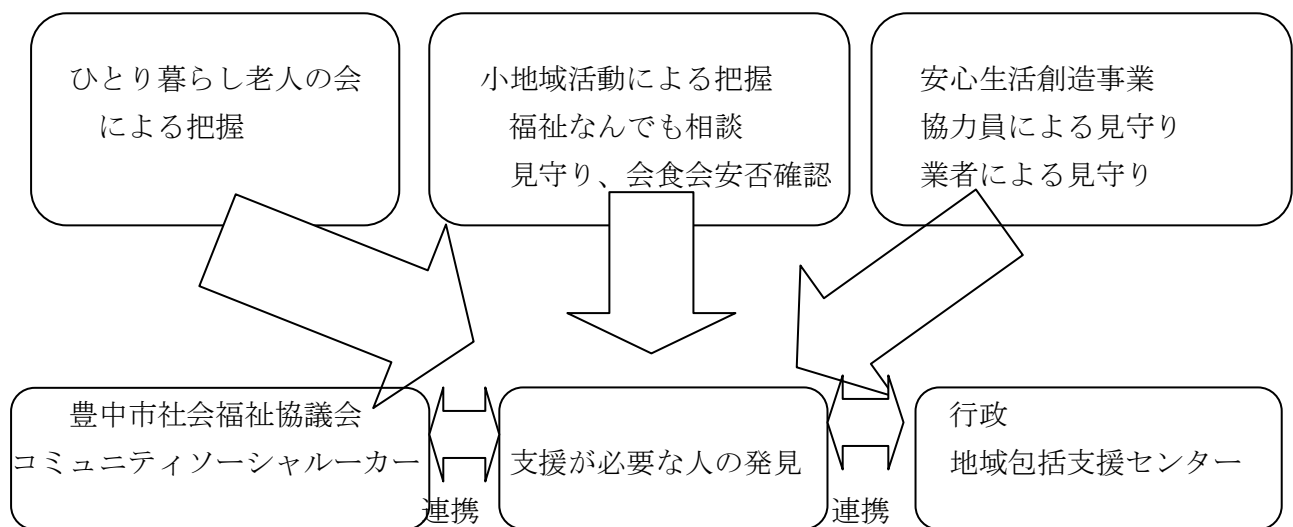 ひとり暮らし老人の会
による把握
小地域活動による把握
福祉なんでも相談
見守り、会食会安否確認
安心生活創造事業
協力員による見守り
業者による見守り
豊中市社会福祉協議会
コミュニティソーシャルーカー
連携
支援が必要な人の発見
連携
行政
地域包括支援センター